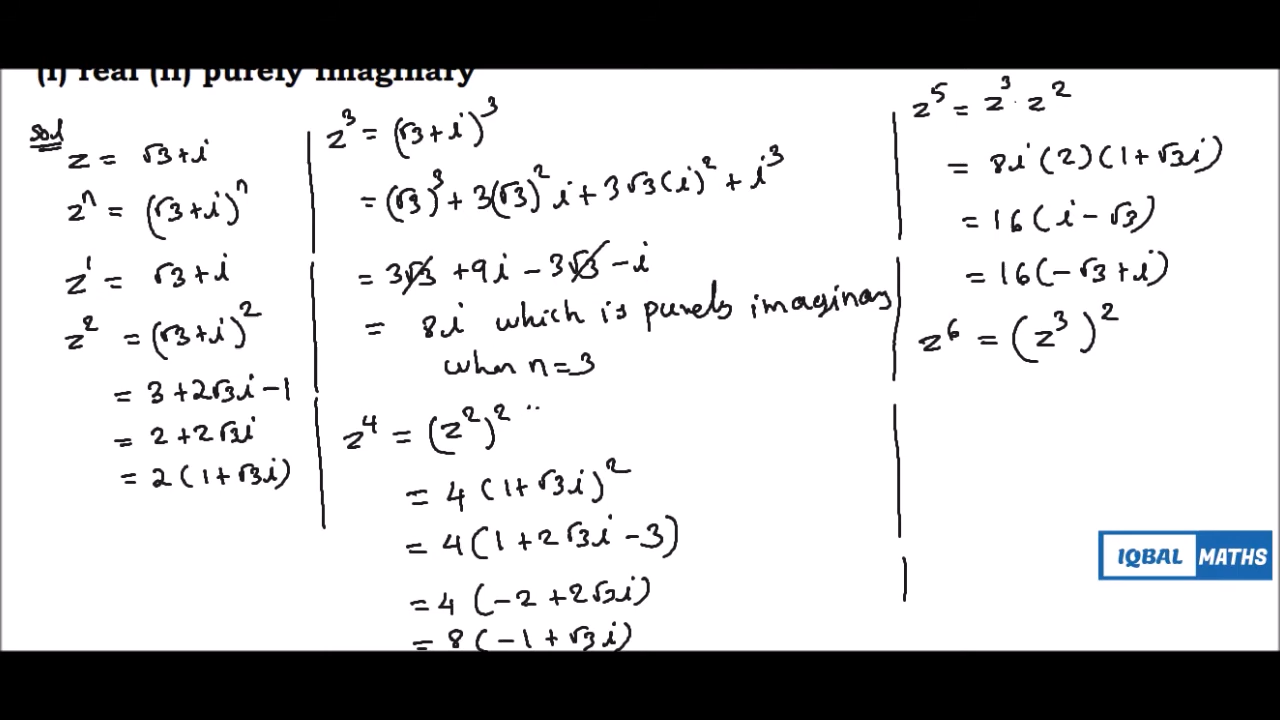 (i) real (ii) purely imaginary
Sol
z = √3+i
zⁿ = (√3+i)ⁿ
z¹ = √3+i
z² = (√3+i)²
= 3+2√3i-1
= 2+2√3i
= 2(1+√3i)
z³ = (√3+i)³
= (√3)³+3(√3)²i+3√3(i)²+i³
= 3√3+9i-3√3-i
= 8i which is purely imaginary
when n=3
z⁴ = (z²)²
= 4(1+√3i)²
= 4(1+2√3i-3)
= 4(-2+2√3i)
= 8(-1+√3i)
z⁵ = z³·z²
= 8i(2)(1+√3i)
= 16(i-√3)
= 16(-√3+i)
z⁶ = (z³)²
IQBAL MATHS